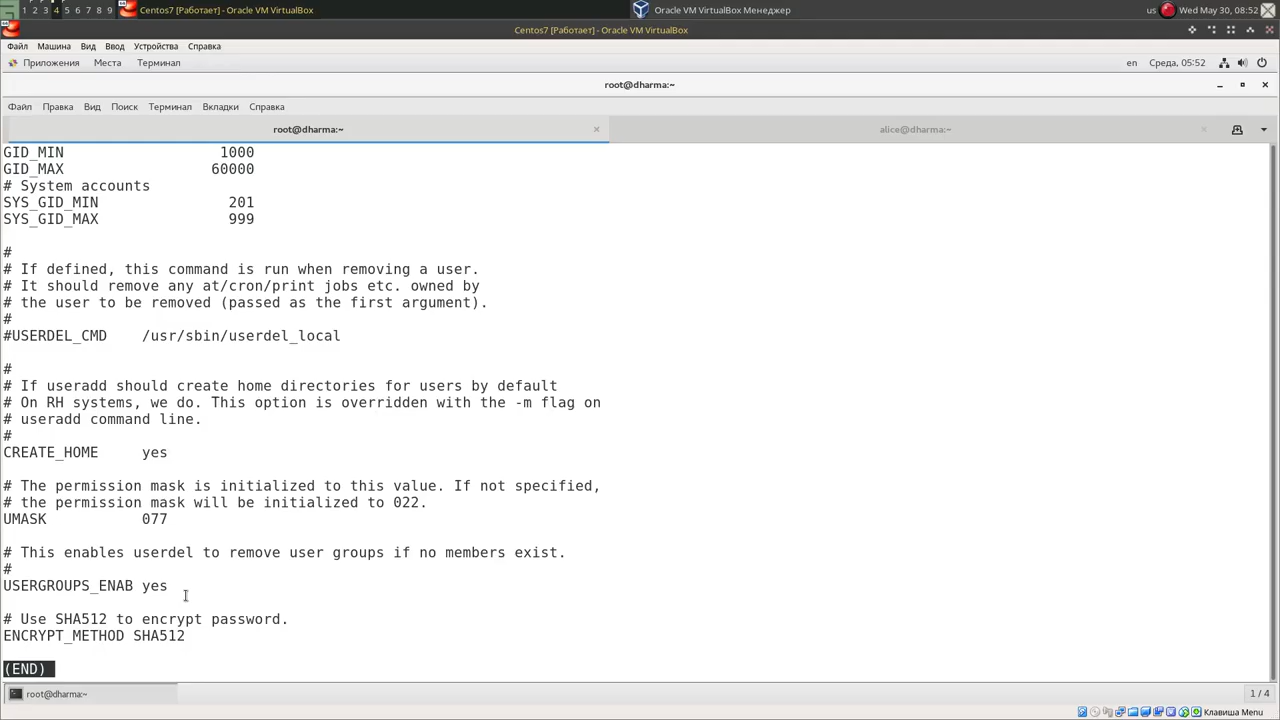 1 2 3 4 5 6 7 8 9 Centos7 [Работает] - Oracle VM VirtualBox Oracle VM VirtualBox Менеджер us Wed May 30, 08:52
Centos7 [Работает] - Oracle VM VirtualBox
Файл Машина Вид Ввод Устройства Справка
Приложения Места Терминал en Среда, 05:52
root@dharma:~
Файл Правка Вид Поиск Терминал Вкладки Справка
root@dharma:~ alice@dharma:~
GID_MIN 1000
GID_MAX 60000
# System accounts
SYS_GID_MIN 201
SYS_GID_MAX 999
#
# If defined, this command is run when removing a user.
# It should remove any at/cron/print jobs etc. owned by
# the user to be removed (passed as the first argument).
#
#USERDEL_CMD /usr/sbin/userdel_local
#
# If useradd should create home directories for users by default
# On RH systems, we do. This option is overridden with the -m flag on
# useradd command line.
#
CREATE_HOME yes
# The permission mask is initialized to this value. If not specified,
# the permission mask will be initialized to 022.
UMASK 077
# This enables userdel to remove user groups if no members exist.
#
USERGROUPS_ENAB yes
# Use SHA512 to encrypt password.
ENCRYPT_METHOD SHA512
(END)
root@dharma:~ 1 / 4
Клавиша Menu